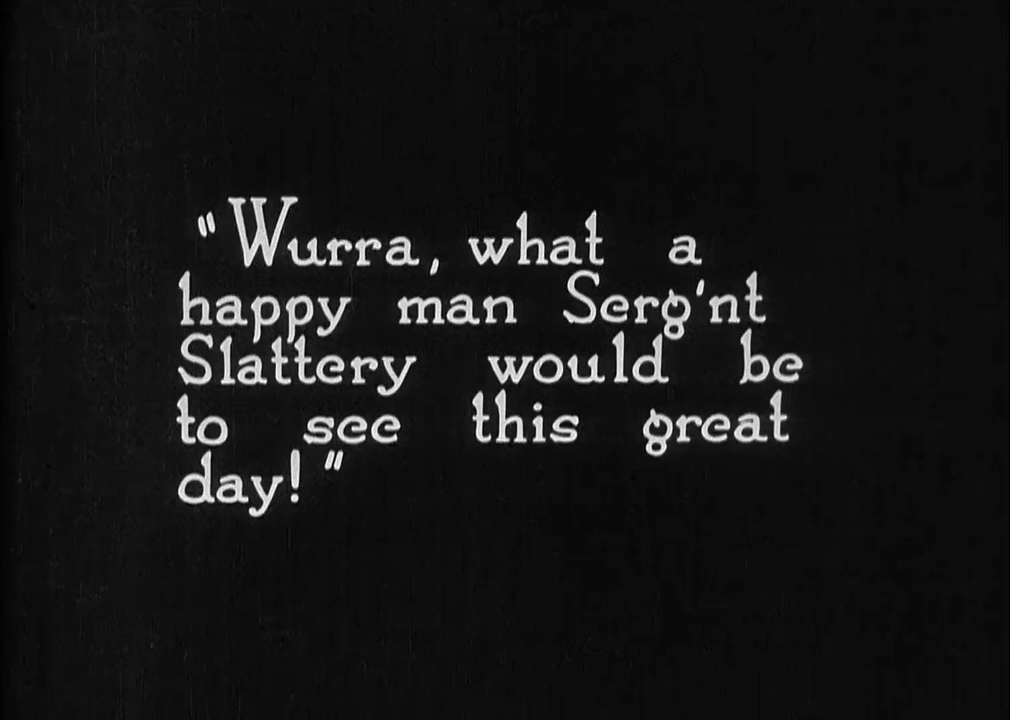 "Wurra, what a
happy man Serg'nt
Slattery would be
to see this great
day!"